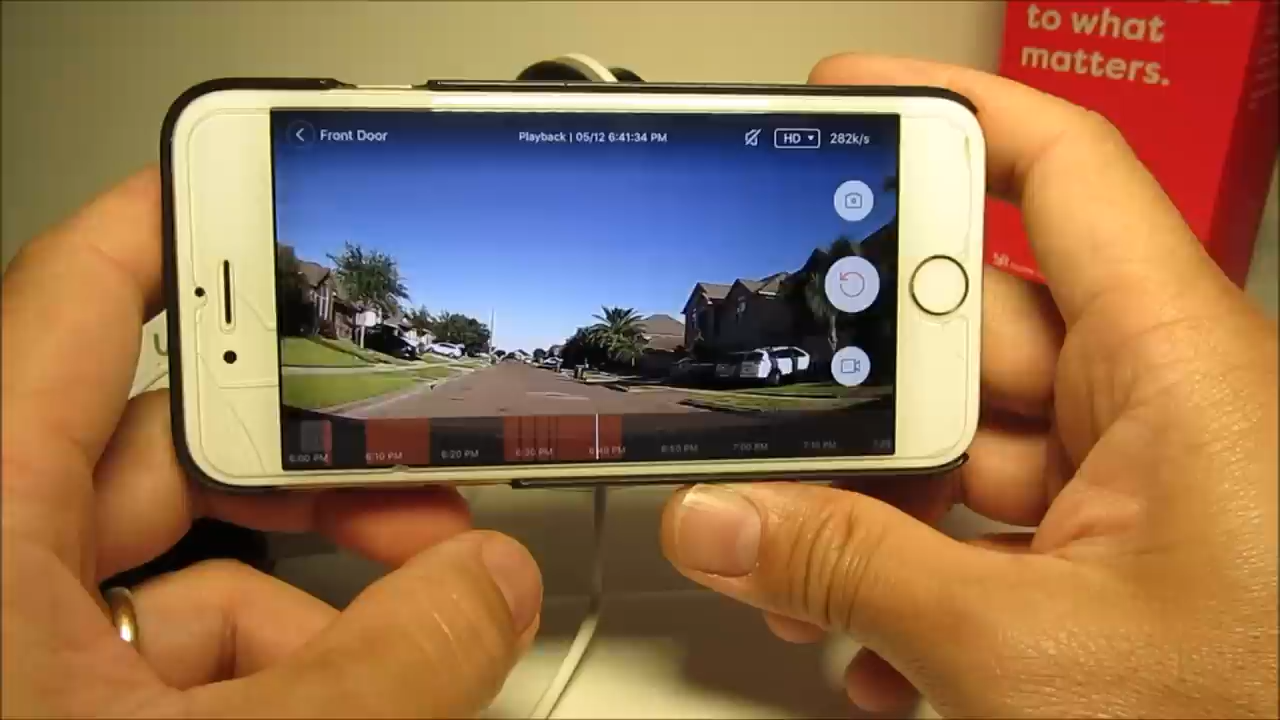 to what
matters.
Front Door
Playback | 05/12 6:41:34 PM
HD
282k/s
6:00 PM 6:10 PM 6:20 PM 6:30 PM 6:40 PM 6:50 PM 7:00 PM 7:10 PM